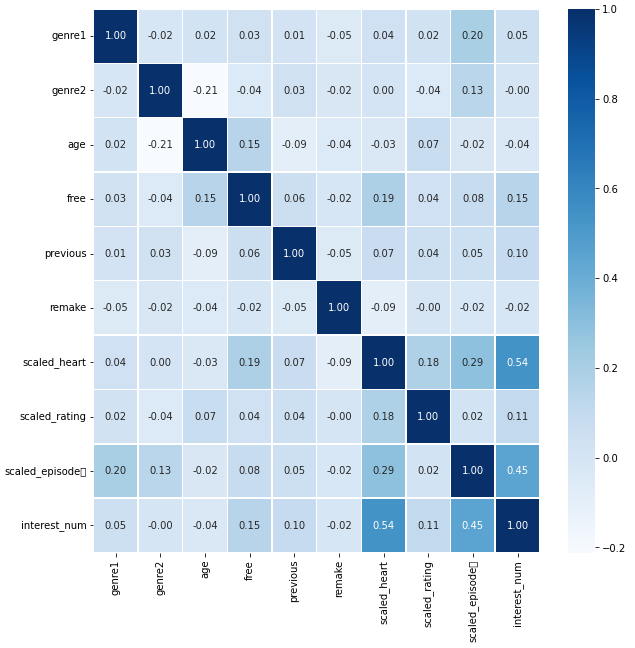 genre1 1.00 -0.02 0.02 0.03 0.01 -0.05 0.04 0.02 0.20 0.05
genre2 -0.02 1.00 -0.21 -0.04 0.03 -0.02 0.00 -0.04 0.13 -0.00
age 0.02 -0.21 1.00 0.15 -0.09 -0.04 -0.03 0.07 -0.02 -0.04
free 0.03 -0.04 0.15 1.00 0.06 -0.02 0.19 0.04 0.08 0.15
previous 0.01 0.03 -0.09 0.06 1.00 -0.05 0.07 0.04 0.05 0.10
remake -0.05 -0.02 -0.04 -0.02 -0.05 1.00 -0.09 -0.00 -0.02 -0.02
scaled_heart 0.04 0.00 -0.03 0.19 0.07 -0.09 1.00 0.18 0.29 0.54
scaled_rating 0.02 -0.04 0.07 0.04 0.04 -0.00 0.18 1.00 0.02 0.11
scaled_episode▯ 0.20 0.13 -0.02 0.08 0.05 -0.02 0.29 0.02 1.00 0.45
interest_num 0.05 -0.00 -0.04 0.15 0.10 -0.02 0.54 0.11 0.45 1.00
genre1
genre2
age
free
previous
remake
scaled_heart
scaled_rating
scaled_episode▯
interest_num
1.0
0.8
0.6
0.4
0.2
0.0
−0.2